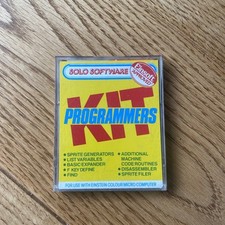 SOLO SOFTWARE
KIT
PROGRAMMERS
• SPRITE GENERATORS
• LIST VARIABLES
• BASIC EXPANDER
• F. KEY DEFINE
• FIND
• ADDITIONAL
MACHINE
CODE ROUTINES
• DISASSEMBLER
• SPRITE FILER
FOR USE WITH EINSTEIN COLOUR MICRO COMPUTER